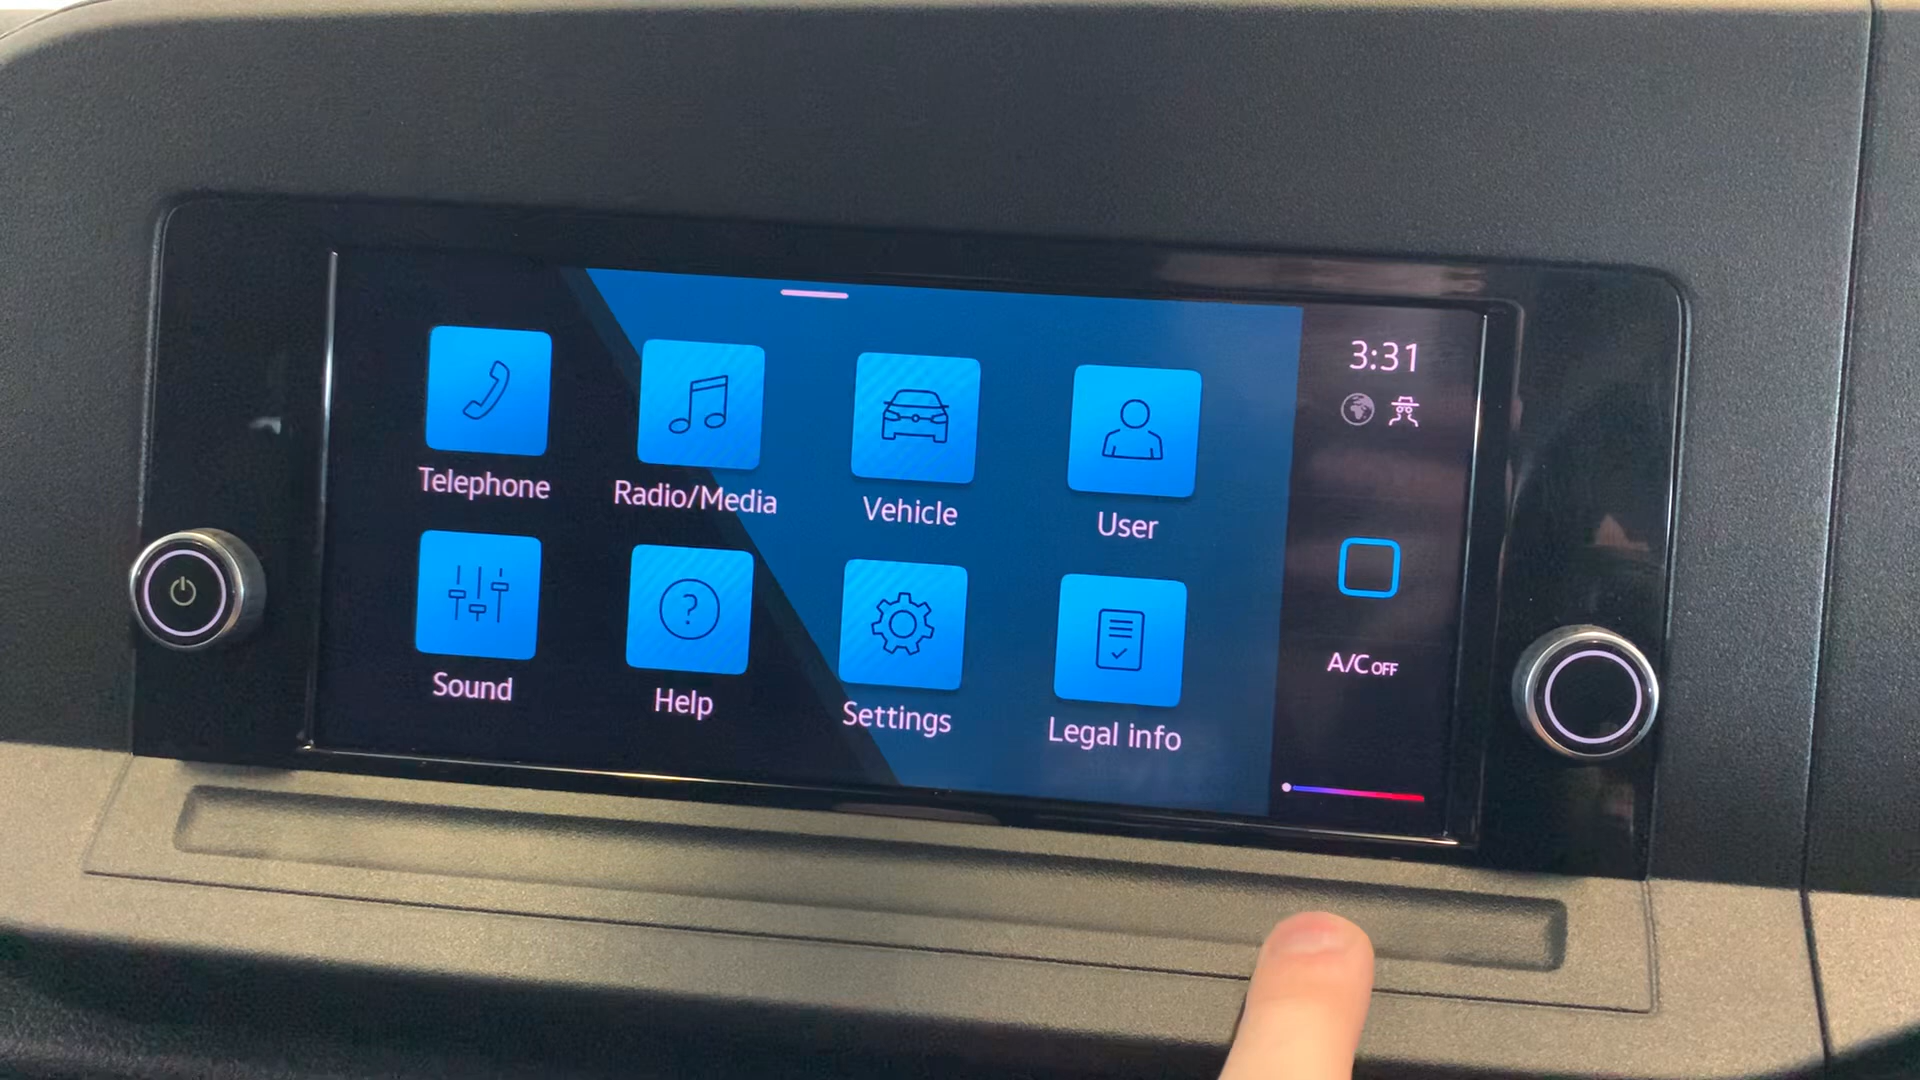 3:31
Telephone
Radio/Media
Vehicle
User
Sound
Help
Settings
Legal info
A/C OFF